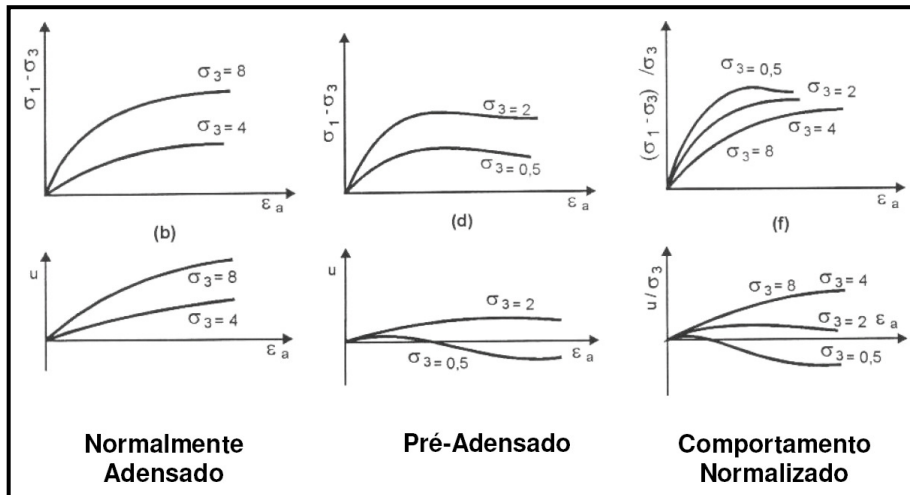 σ1 - σ3
σ3 = 8
σ3 = 4
εa
(b)
σ1 - σ3
σ3 = 2
σ3 = 0,5
εa
(d)
(σ1 - σ3) /σ3
σ3 = 0,5
σ3 = 2
σ3 = 4
σ3 = 8
εa
(f)
u
σ3 = 8
σ3 = 4
εa
u
σ3 = 2
σ3 = 0,5
εa
u/σ3
σ3 = 8
σ3 = 4
σ3 = 2
εa
σ3 = 0,5
Normalmente
Adensado
Pré-Adensado
Comportamento
Normalizado